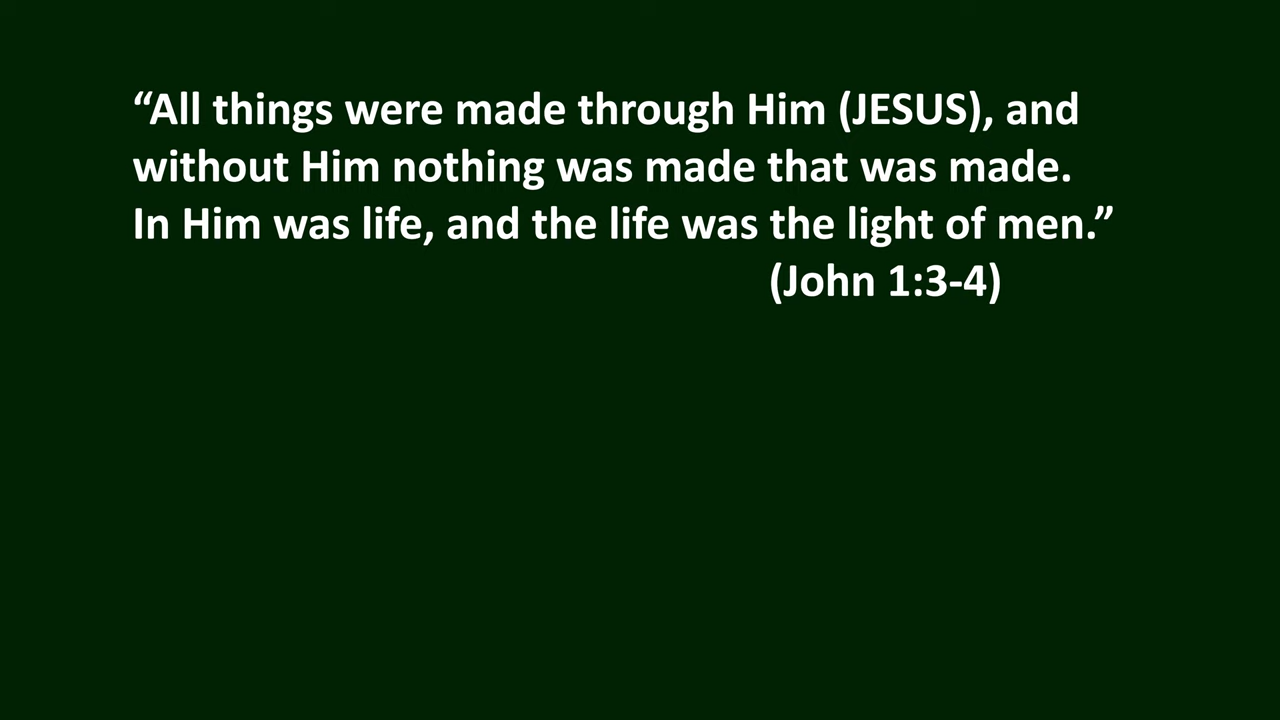 “All things were made through Him (JESUS), and
without Him nothing was made that was made.
In Him was life, and the life was the light of men.”
(John 1:3-4)